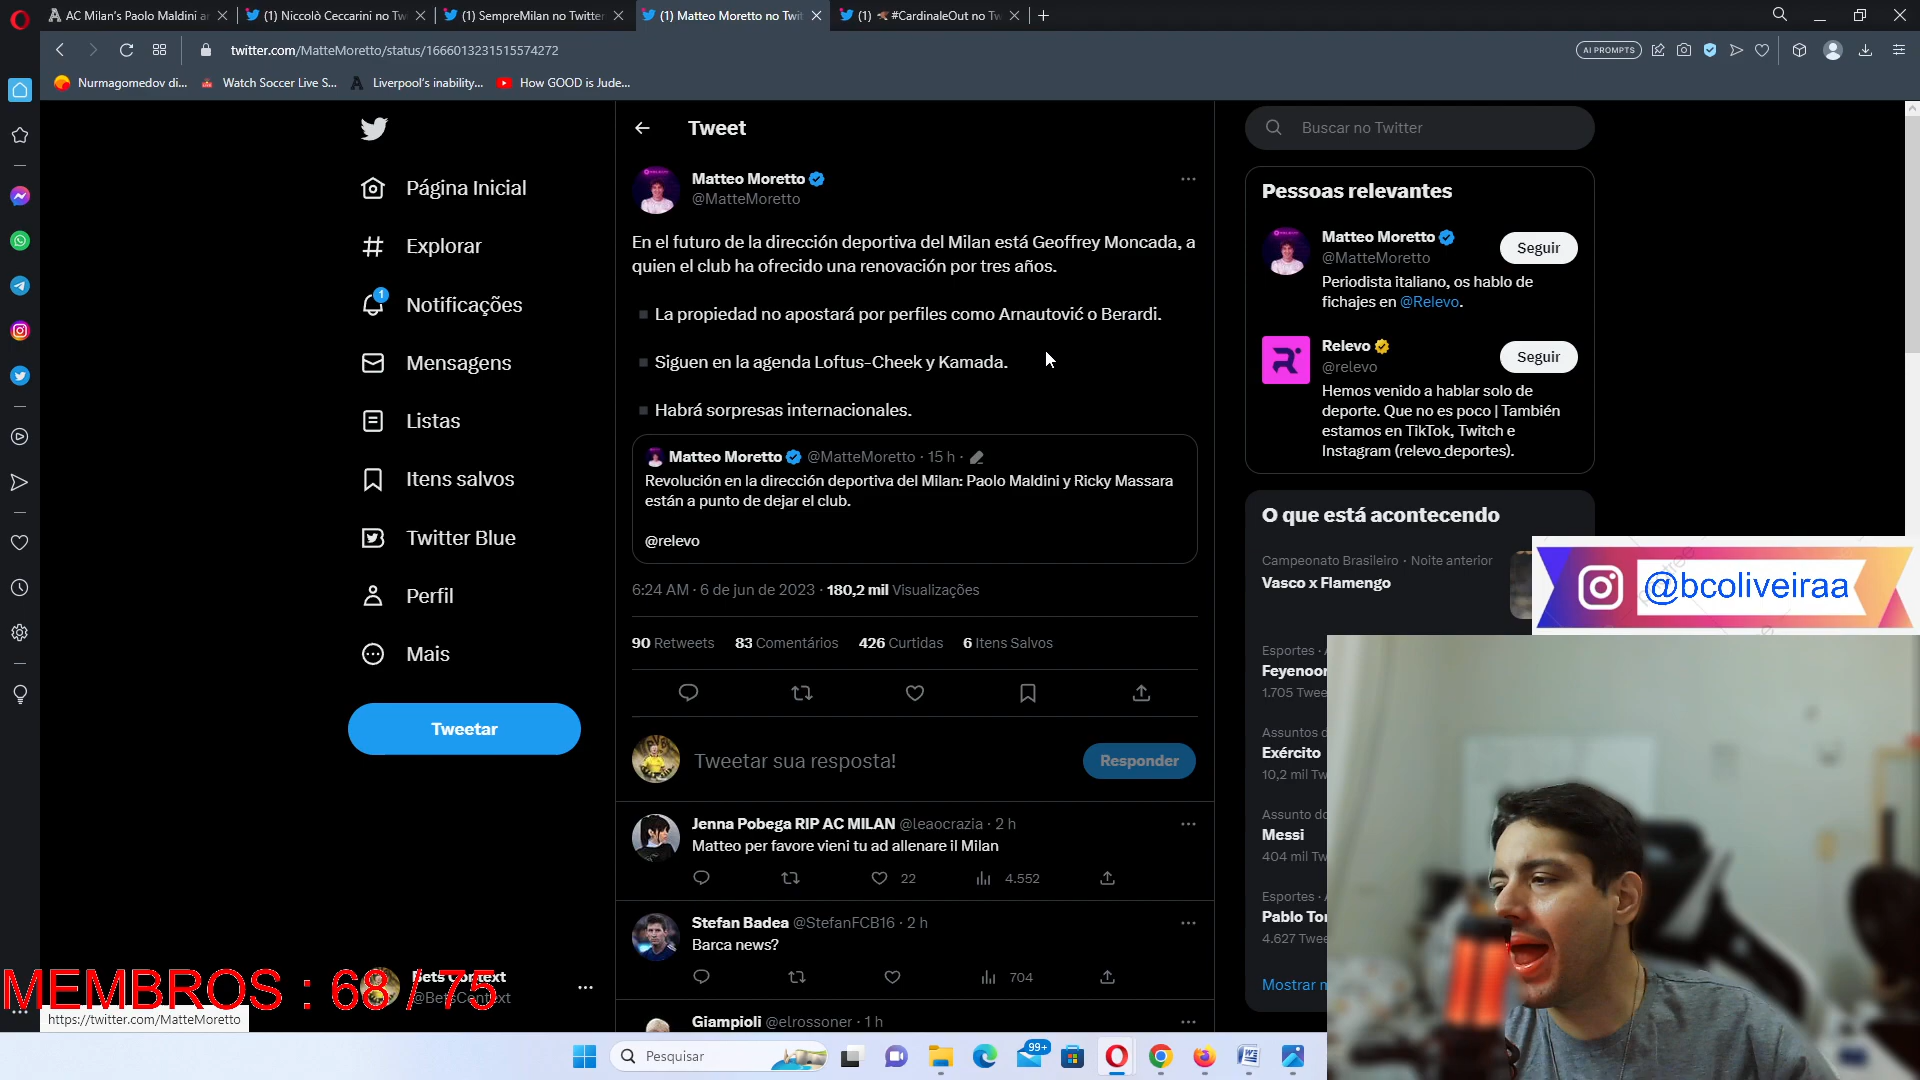 AC Milan's Paolo Maldini ar
(1) Niccolò Ceccarini no Tw
(1) SempreMilan no Twitter
(1) Matteo Moretto no Twit
(1) #CardinaleOut no Tw
twitter.com/MatteMoretto/status/1666013231515574272
AI PROMPTS
Nurmagomedov di...
Watch Soccer Live S...
Liverpool's inability...
How GOOD is Jude...
Página Inicial
Explorar
1
Notificações
Mensagens
Listas
Itens salvos
Twitter Blue
Perfil
Mais
Tweetar
Bets Context
@BetsContext
MEMBROS : 68 / 75
https://twitter.com/MatteMoretto
Tweet
Matteo Moretto
@MatteMoretto
En el futuro de la dirección deportiva del Milan está Geoffrey Moncada, a
quien el club ha ofrecido una renovación por tres años.
La propiedad no apostará por perfiles como Arnautović o Berardi.
Siguen en la agenda Loftus-Cheek y Kamada.
Habrá sorpresas internacionales.
Matteo Moretto @MatteMoretto · 15 h ·
Revolución en la dirección deportiva del Milan: Paolo Maldini y Ricky Massara
están a punto de dejar el club.
@relevo
6:24 AM · 6 de jun de 2023 · 180,2 mil Visualizações
90 Retweets 83 Comentários 426 Curtidas 6 Itens Salvos
Tweetar sua resposta!
Responder
Jenna Pobega RIP AC MILAN @leaocrazia · 2 h
Matteo per favore vieni tu ad allenare il Milan
22
4.552
Stefan Badea @StefanFCB16 · 2 h
Barca news?
704
Giampioli @elrossoner · 1 h
Buscar no Twitter
Pessoas relevantes
Matteo Moretto
@MatteMoretto
Seguir
Periodista italiano, os hablo de
fichajes en @Relevo.
Relevo
@relevo
Seguir
Hemos venido a hablar solo de
deporte. Que no es poco | También
estamos en TikTok, Twitch e
Instagram (relevo_deportes).
O que está acontecendo
Campeonato Brasileiro · Noite anterior
Vasco x Flamengo
@bcoliveiraa
Esportes ·
Feyenoor
1.705 Twee
Assuntos d
Exército
10,2 mil Tw
Assunto do
Messi
404 mil Tw
Esportes ·
Pablo Tor
4.627 Twee
Mostrar m
Pesquisar
99+